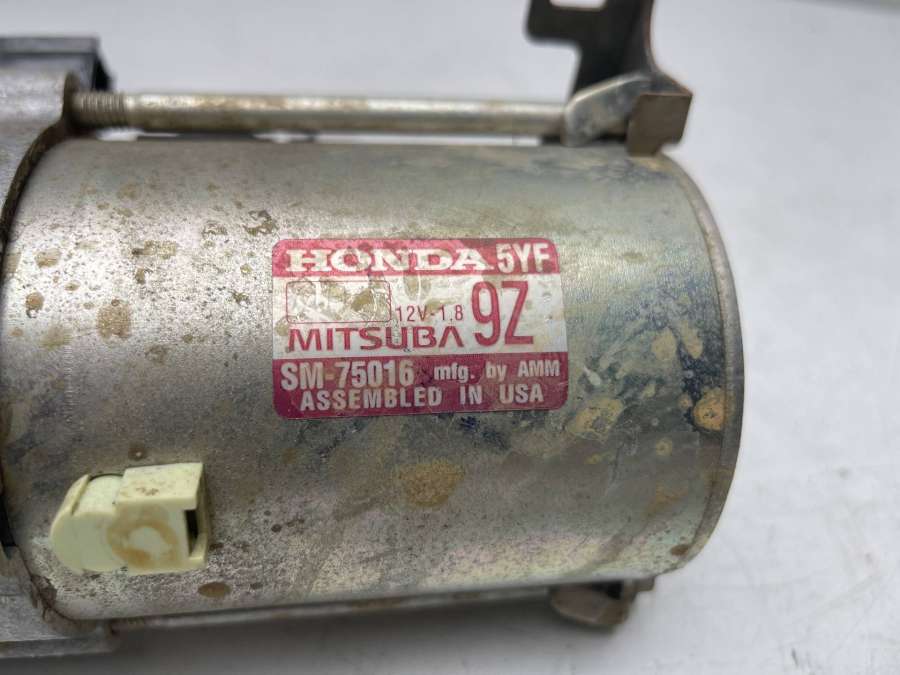 HONDA 5YF
12V-1.8 9Z
MITSUBA
SM-75016 mfg. by AMM
ASSEMBLED IN USA